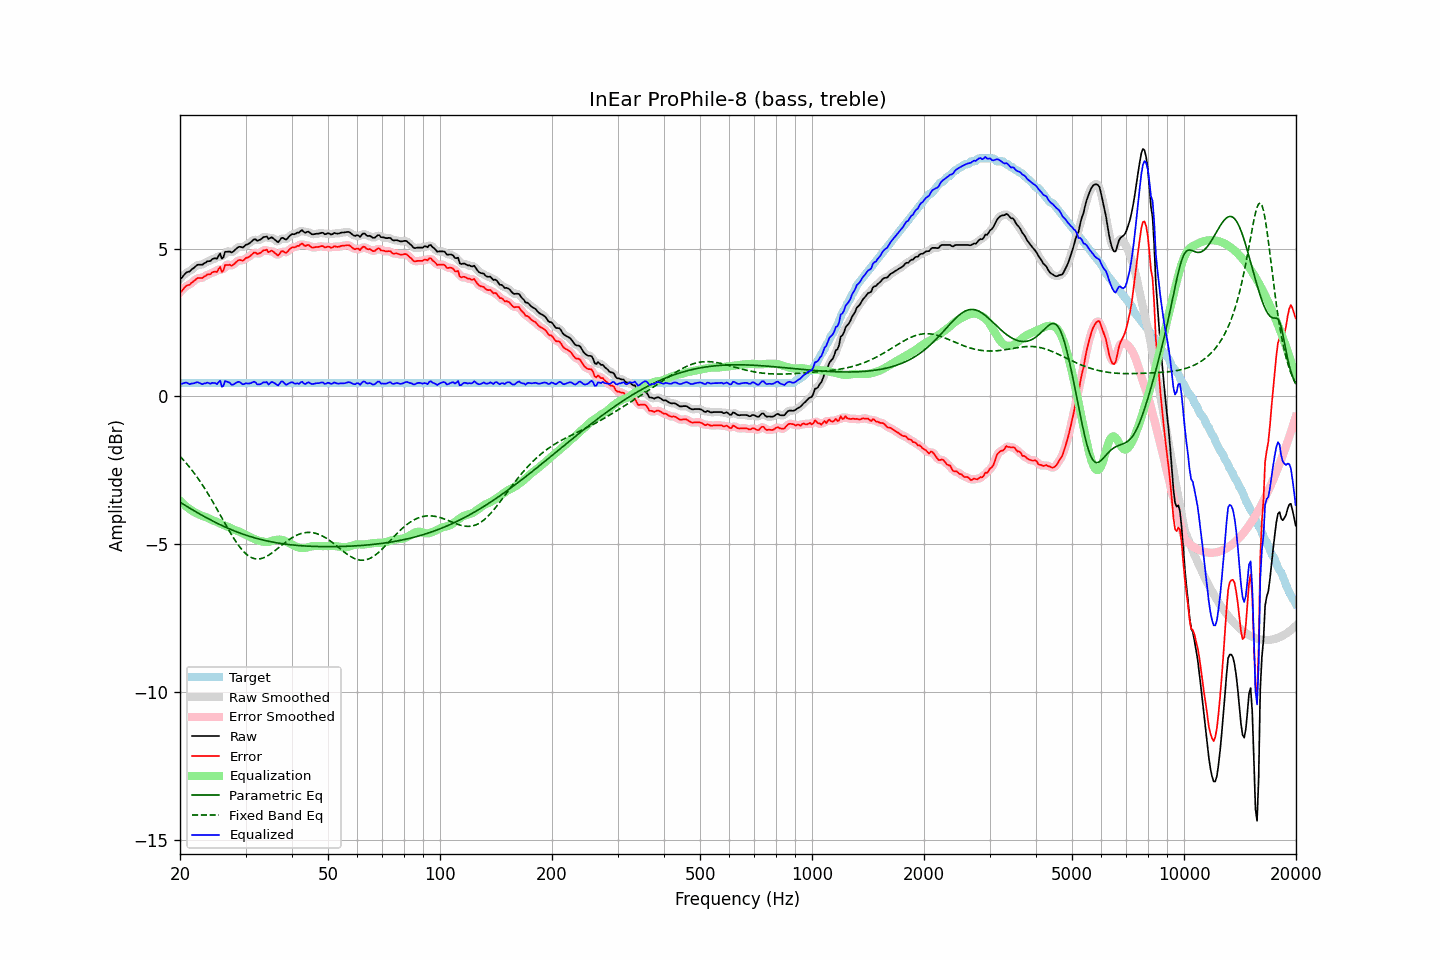 InEar ProPhile-8 (bass, treble)
Amplitude (dBr)
5
0
−5
−10
−15
Target
Raw Smoothed
Error Smoothed
Raw
Error
Equalization
Parametric Eq
Fixed Band Eq
Equalized
20 50 100 200 500 1000 2000 5000 10000 20000
Frequency (Hz)